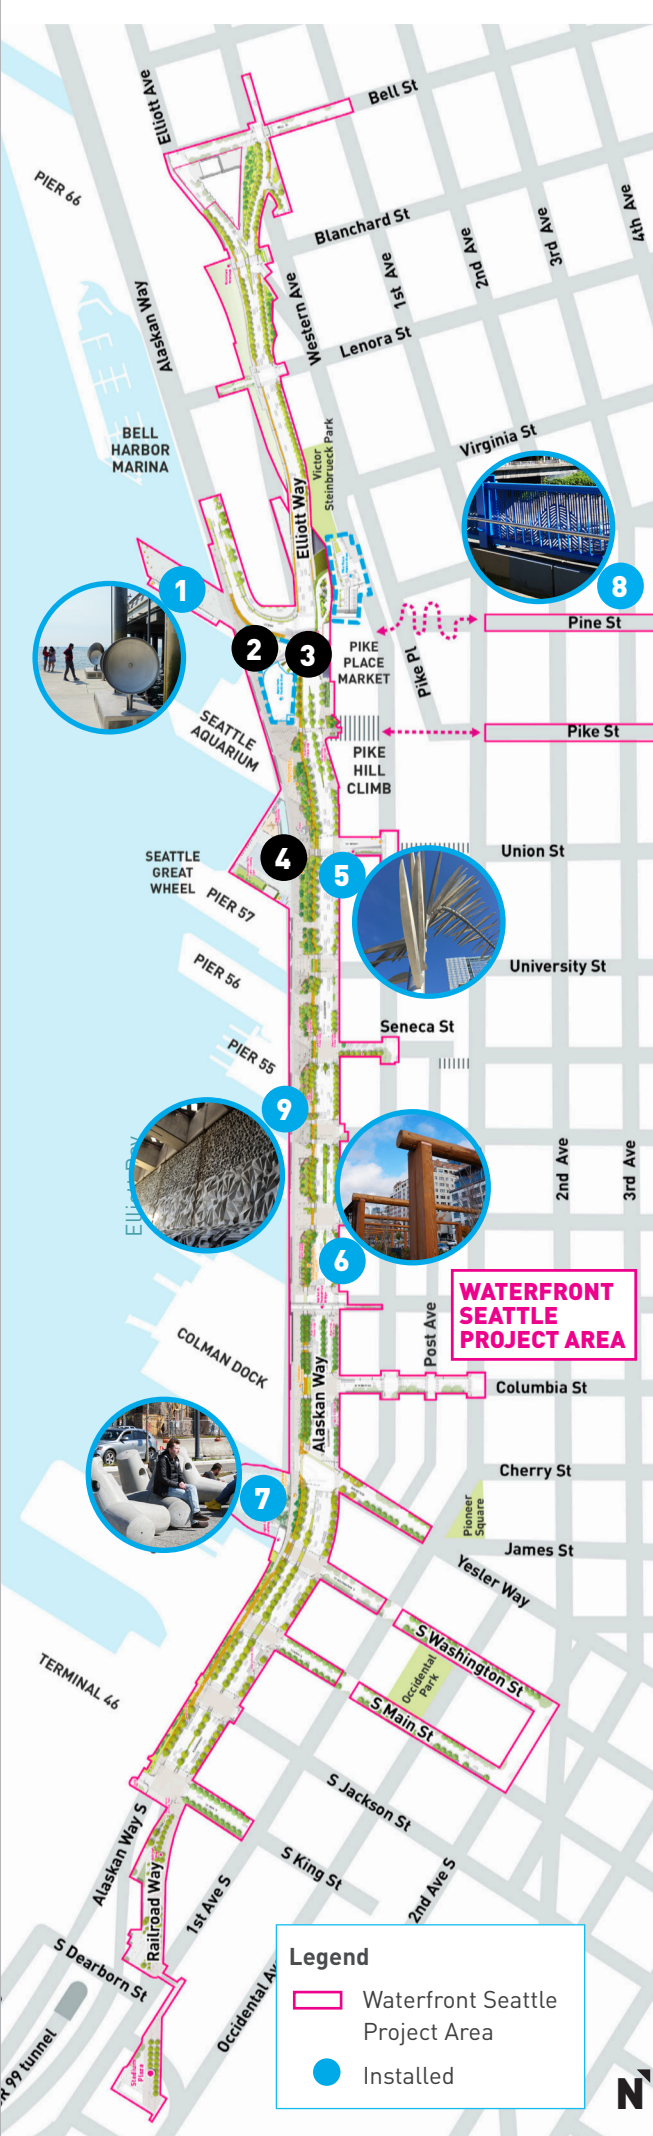 Elliott Ave
Bell St
PIER 66
Blanchard St
4th Ave
3rd Ave
2nd Ave
1st Ave
Western Ave
Alaskan Way
Lenora St
BELL
HARBOR
MARINA
Victor
Steinbrueck Park
Virginia St
Elliott Way
1
8
Pine St
2
3
PIKE
PLACE
MARKET
Pike Pl
SEATTLE
AQUARIUM
Pike St
PIKE
HILL
CLIMB
4
Union St
SEATTLE
GREAT
WHEEL
5
PIER 57
PIER 56
University St
Seneca St
PIER 55
9
2nd Ave
3rd Ave
6
WATERFRONT
SEATTLE
PROJECT AREA
COLMAN DOCK
Post Ave
Alaskan Way
Columbia St
Cherry St
7
Pioneer
Square
James St
Yesler Way
S Washington St
Occidental
Park
TERMINAL 46
S Main St
S Jackson St
Alaskan Way S
S King St
Railroad Way
1st Ave S
2nd Ave S
S Dearborn St
Occidental Av
Stadium
Plaza
R 99 tunnel
Legend
Waterfront Seattle
Project Area
Installed
N